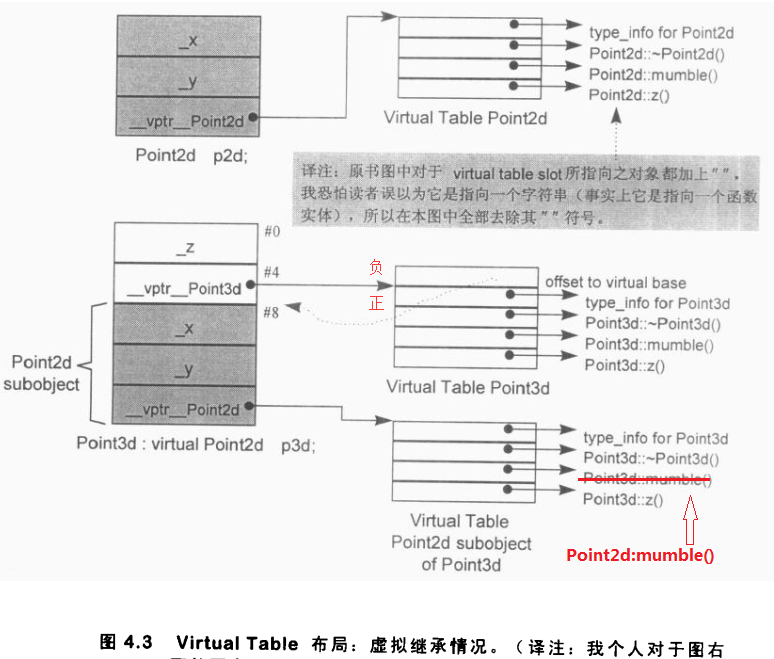 _x
_y
__vptr__Point2d
Point2d p2d;
type_info for Point2d
Point2d::~Point2d()
Point2d::mumble()
Point2d::z()
Virtual Table Point2d
译注：原书图中对于 virtual table slot 所指向之对象都加上""，
我恐怕读者误以为它是指向一个字符串（事实上它是指向一个函数
实体），所以在本图中全部去除其""符号。
#0
_z
#4
__vptr__Point3d
#8
_x
_y
__vptr__Point2d
Point2d
subobject
Point3d : virtual Point2d p3d;
负
正
offset to virtual base
type_info for Point3d
Point3d::~Point3d()
Point3d::mumble()
Point3d::z()
Virtual Table Point3d
type_info for Point3d
Point3d::~Point3d()
Point3d::mumble()
Point3d::z()
Virtual Table
Point2d subobject
of Point3d
Point2d:mumble()
图 4.3 Virtual Table 布局：虚拟继承情况。（译注：我个人对于图右